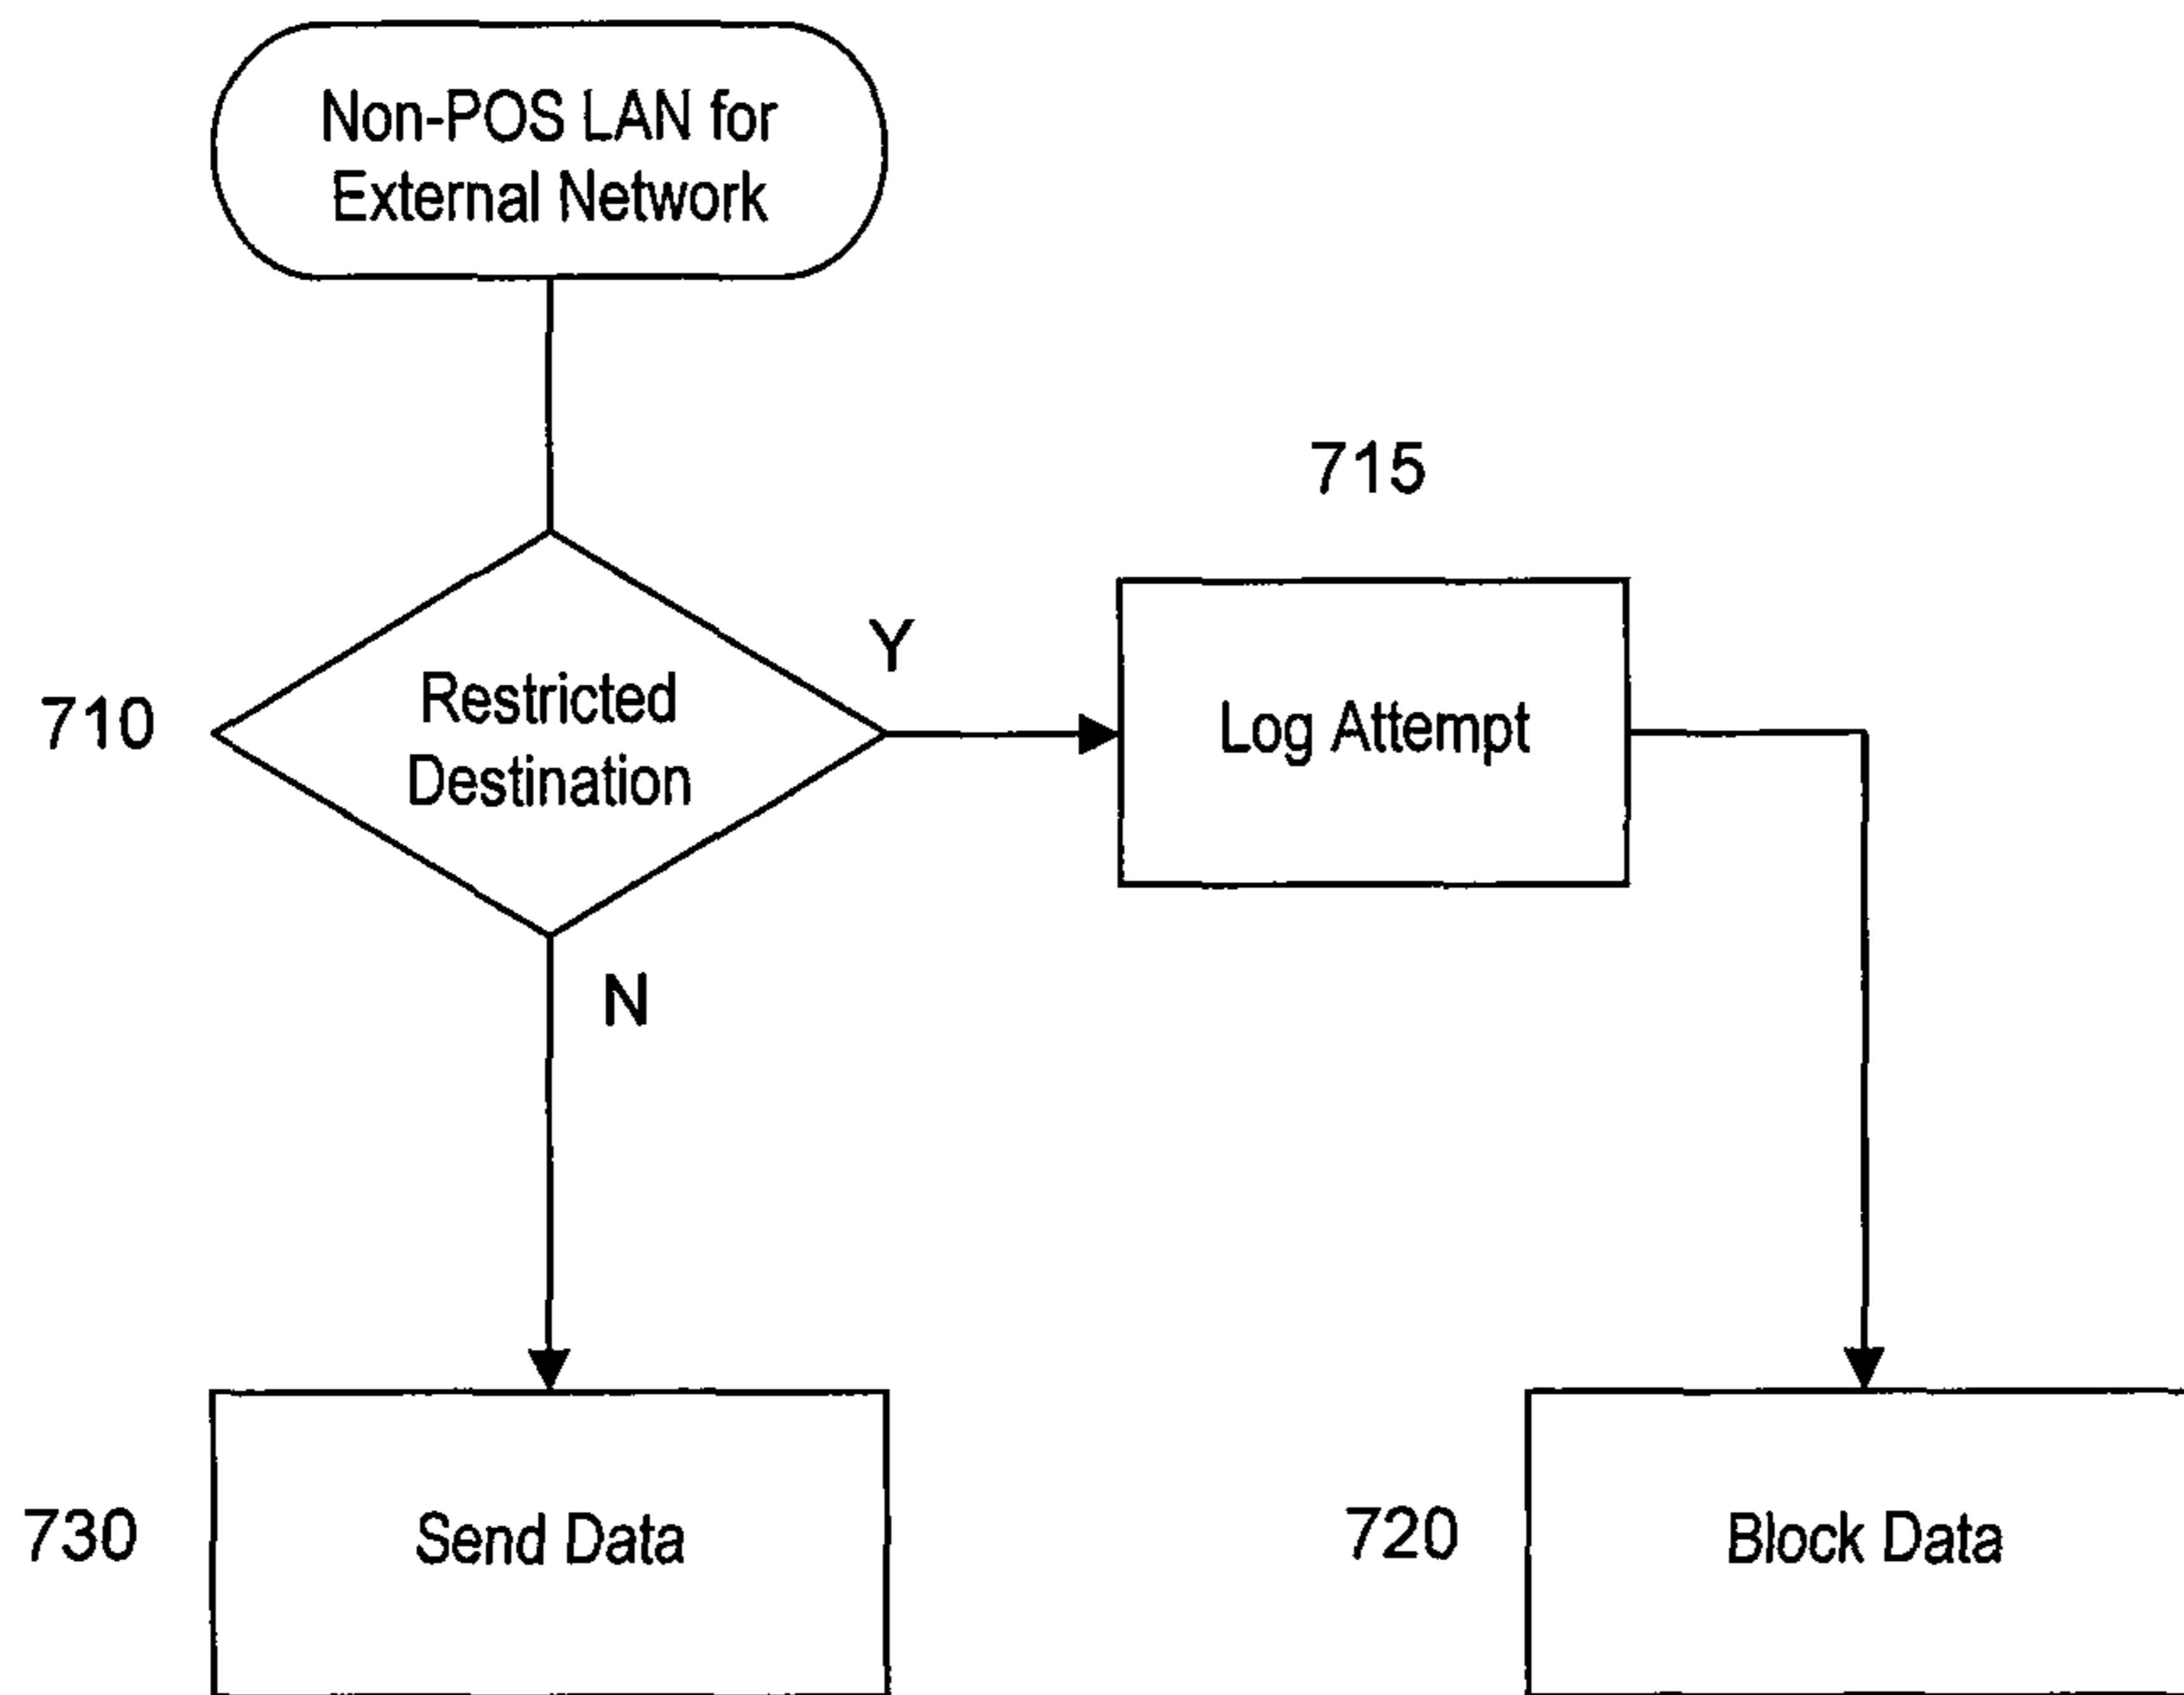 Non-POS LAN for
External Network
715
Y
710
Restricted
Destination
Log Attempt
N
730
Send Data
720
Block Data